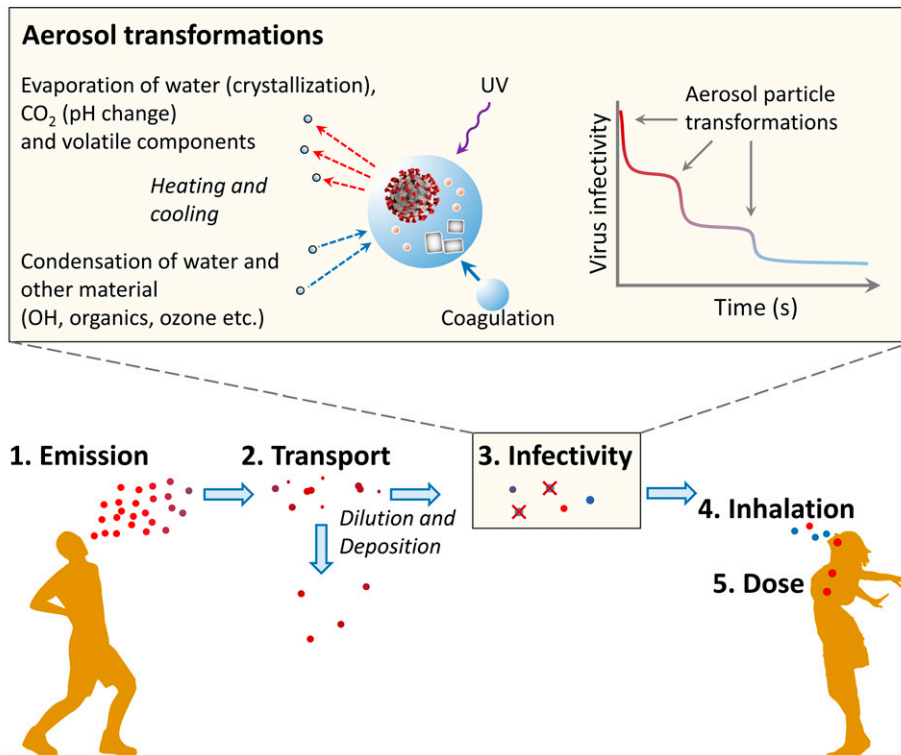 Aerosol transformations
Evaporation of water (crystallization),
CO₂ (pH change)
and volatile components
Heating and
cooling
Condensation of water and
other material
(OH, organics, ozone etc.)
UV
Coagulation
Virus infectivity
Aerosol particle
transformations
Time (s)
1. Emission
2. Transport
Dilution and
Deposition
3. Infectivity
4. Inhalation
5. Dose